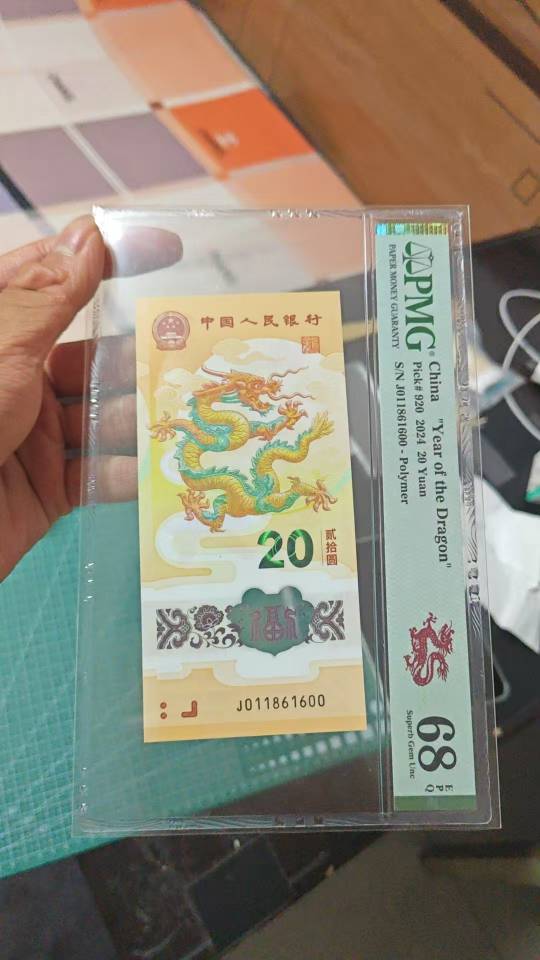 中国人民银行
20
贰拾圆
福
J011861600
PMG®
PAPER MONEY GUARANTY
China "Year of the Dragon"
Pick# 920 2024 20 Yuan
S/N J011861600 - Polymer
68
EPQ
Superb Gem Unc